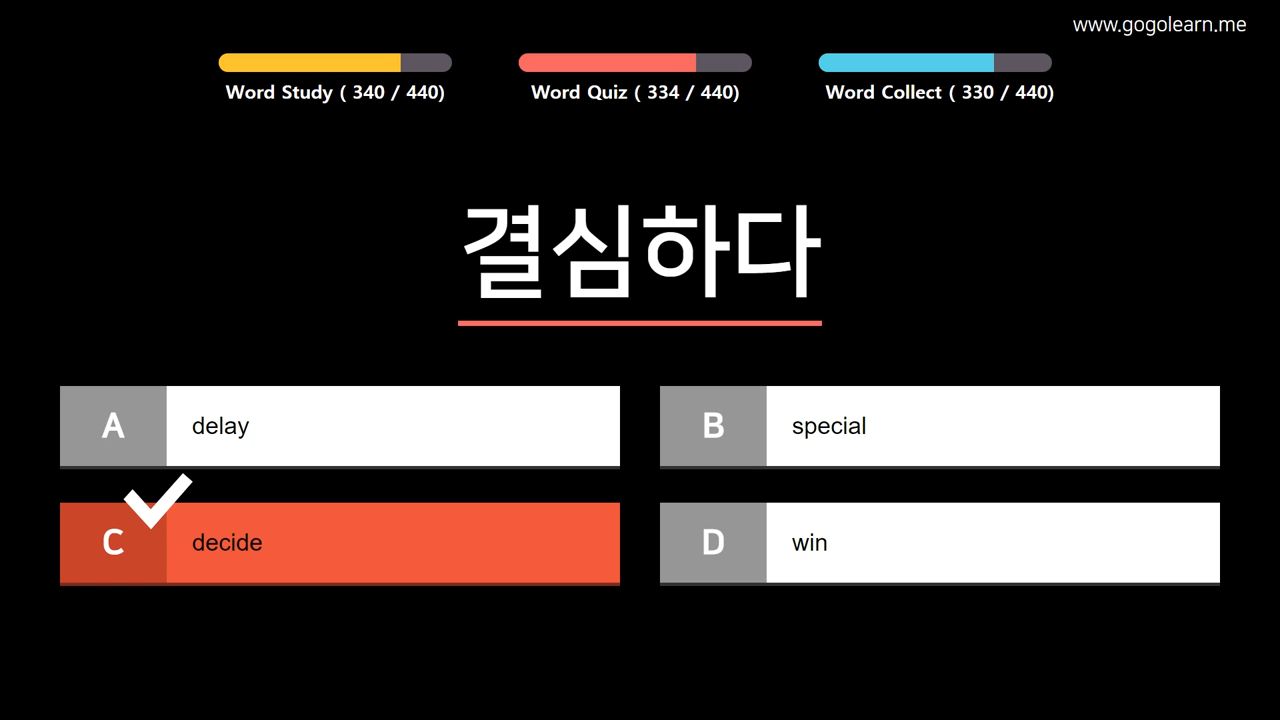 www.gogolearn.me
Word Study ( 340 / 440)
Word Quiz ( 334 / 440)
Word Collect ( 330 / 440)
결심하다
A delay
B special
C decide
D win